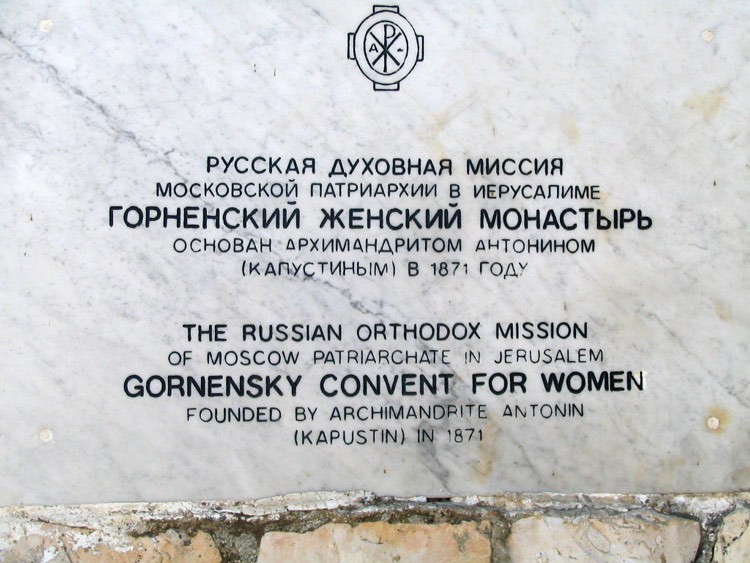 РУССКАЯ ДУХОВНАЯ МИССИЯ
МОСКОВСКОЙ ПАТРИАРХИИ В ИЕРУСАЛИМЕ
ГОРНЕНСКИЙ ЖЕНСКИЙ МОНАСТЫРЬ
ОСНОВАН АРХИМАНДРИТОМ АНТОНИНОМ
(КАПУСТИНЫМ) В 1871 ГОДУ
THE RUSSIAN ORTHODOX MISSION
OF MOSCOW PATRIARCHATE IN JERUSALEM
GORNENSKY CONVENT FOR WOMEN
FOUNDED BY ARCHIMANDRITE ANTONIN
(KAPUSTIN) IN 1871